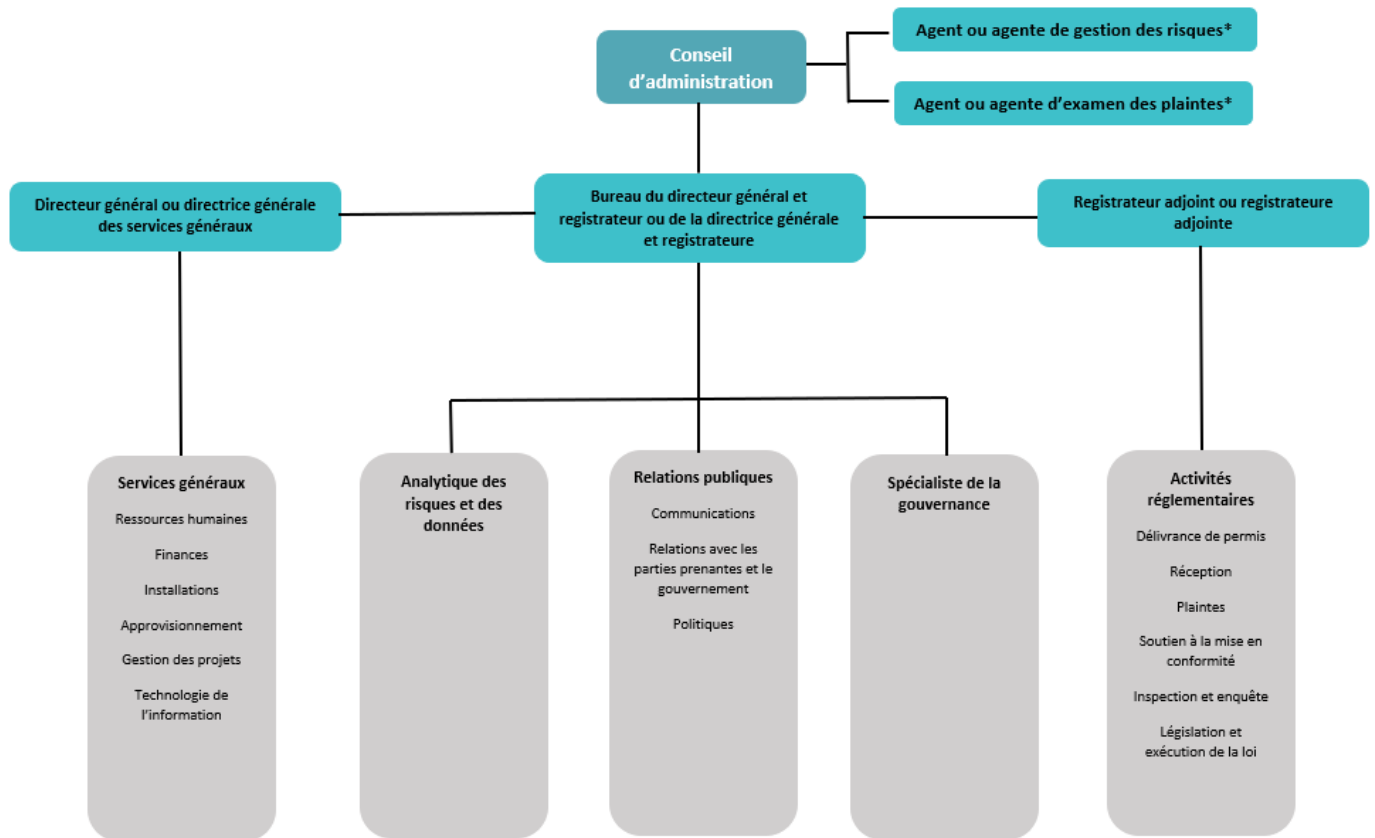 Conseil
d'administration
Agent ou agente de gestion des risques*
Agent ou agente d'examen des plaintes*
Directeur général ou directrice générale
des services généraux
Bureau du directeur général et
registrateur ou de la directrice générale
et registrateure
Registrateur adjoint ou registrateure
adjointe
Services généraux
Ressources humaines
Finances
Installations
Approvisionnement
Gestion des projets
Technologie de
l'information
Analytique des
risques et des
données
Relations publiques
Communications
Relations avec les
parties prenantes et le
gouvernement
Politiques
Spécialiste de la
gouvernance
Activités
réglementaires
Délivrance de permis
Réception
Plaintes
Soutien à la mise en
conformité
Inspection et enquête
Législation et
exécution de la loi